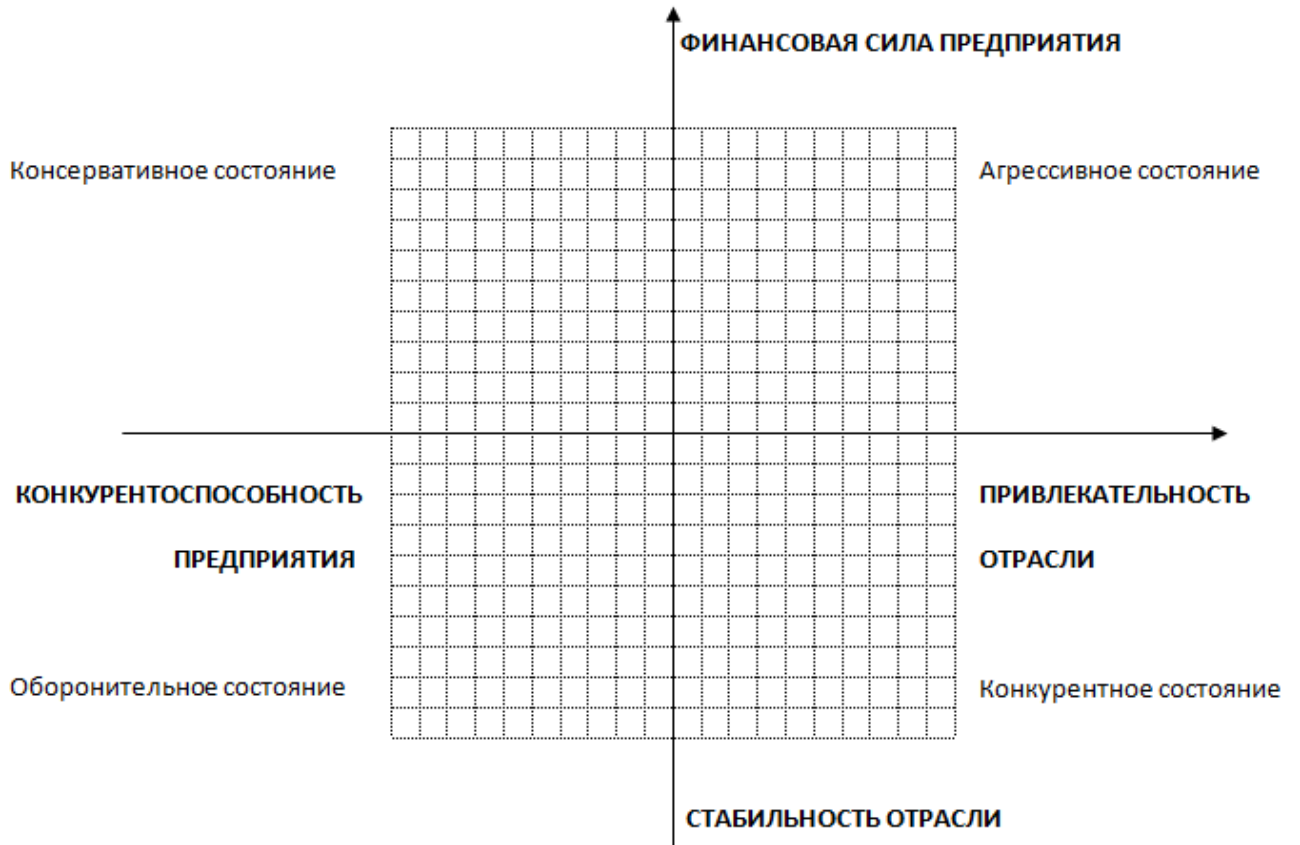 ФИНАНСОВАЯ СИЛА ПРЕДПРИЯТИЯ
Консервативное состояние
Агрессивное состояние
КОНКУРЕНТОСПОСОБНОСТЬ
ПРЕДПРИЯТИЯ
ПРИВЛЕКАТЕЛЬНОСТЬ
ОТРАСЛИ
Оборонительное состояние
Конкурентное состояние
СТАБИЛЬНОСТЬ ОТРАСЛИ